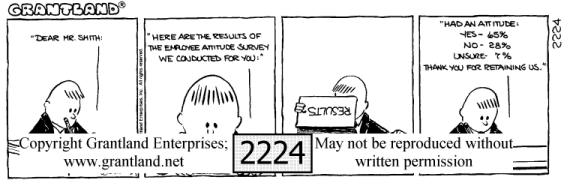 GRANTLAND®
"DEAR MR. SMITH:
"HERE ARE THE RESULTS OF
THE EMPLOYEE ATTITUDE SURVEY
WE CONDUCTED FOR YOU:"
RESULTS
"HAD AN ATTITUDE:
YES - 65%
NO - 28%
UNSURE - 7%
THANK YOU FOR RETAINING US."
2224
Copyright Grantland Enterprises;
www.grantland.net
2224
May not be reproduced without
written permission